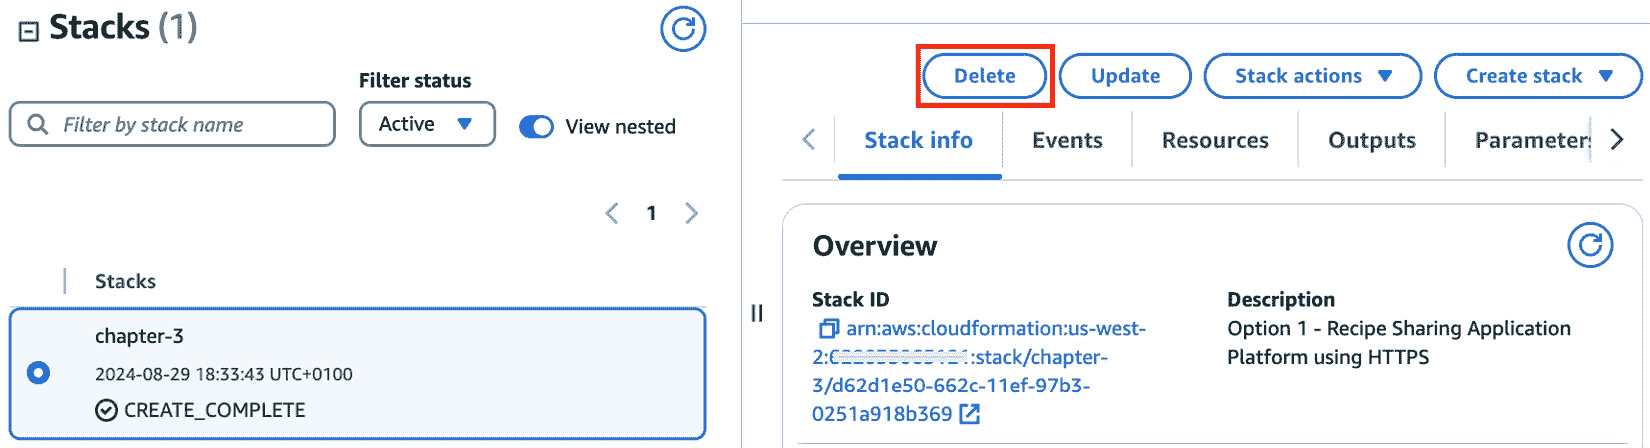 Stacks (1)
Filter status
Filter by stack name
Active
View nested
1
Stacks
chapter-3
2024-08-29 18:33:43 UTC+0100
CREATE_COMPLETE
Delete
Update
Stack actions
Create stack
Stack info
Events
Resources
Outputs
Overview
Stack ID
arn:aws:cloudformation:us-west-
2: :stack/chapter-
3/d62d1e50-662c-11ef-97b3-
0251a918b369
Description
Option 1 - Recipe Sharing Application
Platform using HTTPS